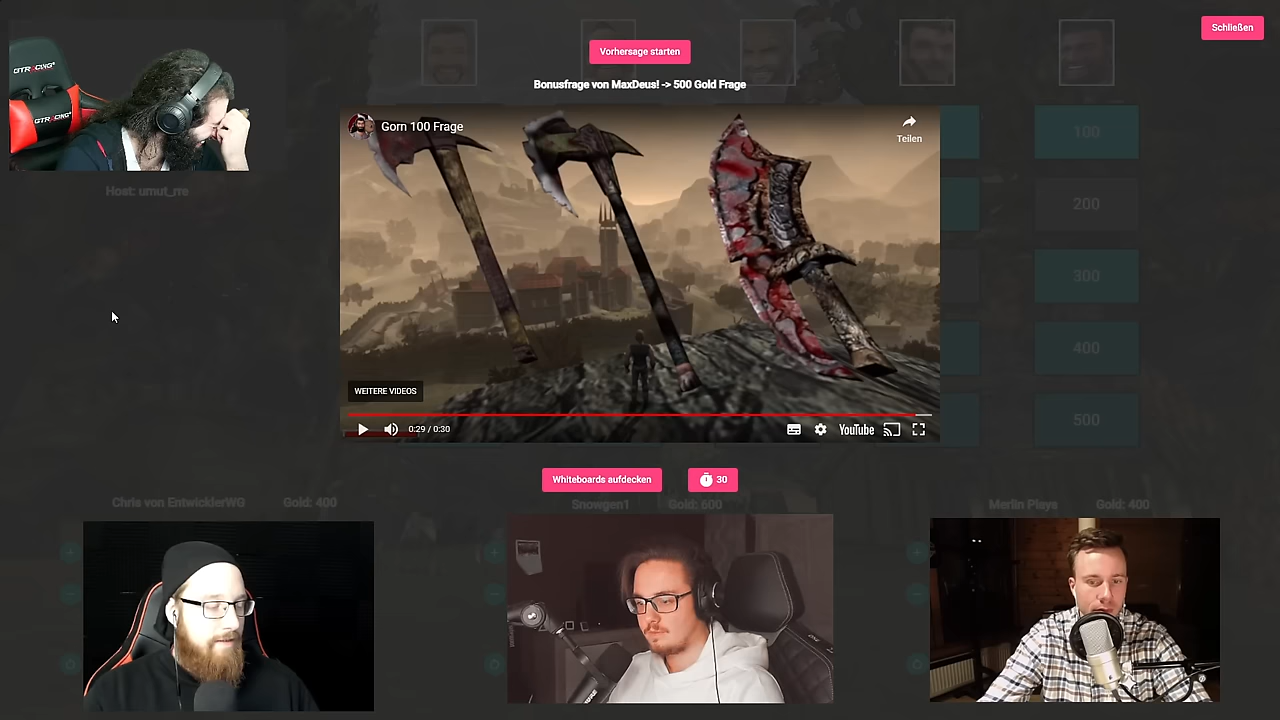 Schließen
Vorhersage starten
Bonusfrage von MaxDeus! -> 500 Gold Frage
GTRACING
GTRACING
Gorn 100 Frage
Teilen
100
Host: umut_rre
200
300
400
WEITERE VIDEOS
500
0:29 / 0:30
YouTube
Whiteboards aufdecken
30
Chris von EntwicklerWG Gold: 400
Snowgen1 Gold: 600
Merlin Plays Gold: 400